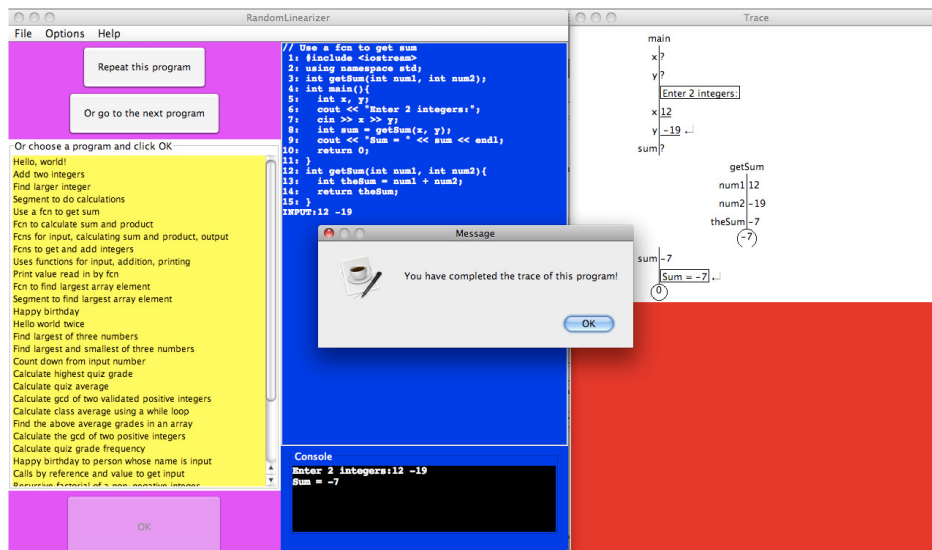 RandomLinearizer
File Options Help
Repeat this program
Or go to the next program
Or choose a program and click OK
Hello, world!
Add two integers
Find larger integer
Segment to do calculations
Use a fcn to get sum
Fcn to calculate sum and product
Fcns for input, calculating sum and product, output
Fcns to get and add integers
Uses functions for input, addition, printing
Print value read in by fcn
Fcn to find largest array element
Segment to find largest array element
Happy birthday
Hello world twice
Find largest of three numbers
Find largest and smallest of three numbers
Count down from input number
Calculate highest quiz grade
Calculate quiz average
Calculate gcd of two validated positive integers
Calculate class average using a while loop
Find the above average grades in an array
Calculate the gcd of two positive integers
Calculate quiz grade frequency
Happy birthday to person whose name is input
Calls by reference and value to get input
Recursive factorial of a non-negative integer
OK
// Use a fcn to get sum
1: #include <iostream>
2: using namespace std;
3: int getSum(int num1, int num2);
4: int main(){
5: int x, y;
6: cout << "Enter 2 integers:";
7: cin >> x >> y;
8: int sum = getSum(x, y);
9: cout << "Sum = " << sum << endl;
10: return 0;
11: }
12: int getSum(int num1, int num2){
13: int theSum = num1 + num2;
14: return theSum;
15: }
INPUT:12 -19
Message
You have completed the trace of this program!
OK
Console
Enter 2 integers:12 -19
Sum = -7
Trace
main
x ?
y ?
Enter 2 integers:
x 12
y -19
sum ?
getSum
num1 12
num2 -19
theSum -7
-7
sum -7
Sum = -7
0